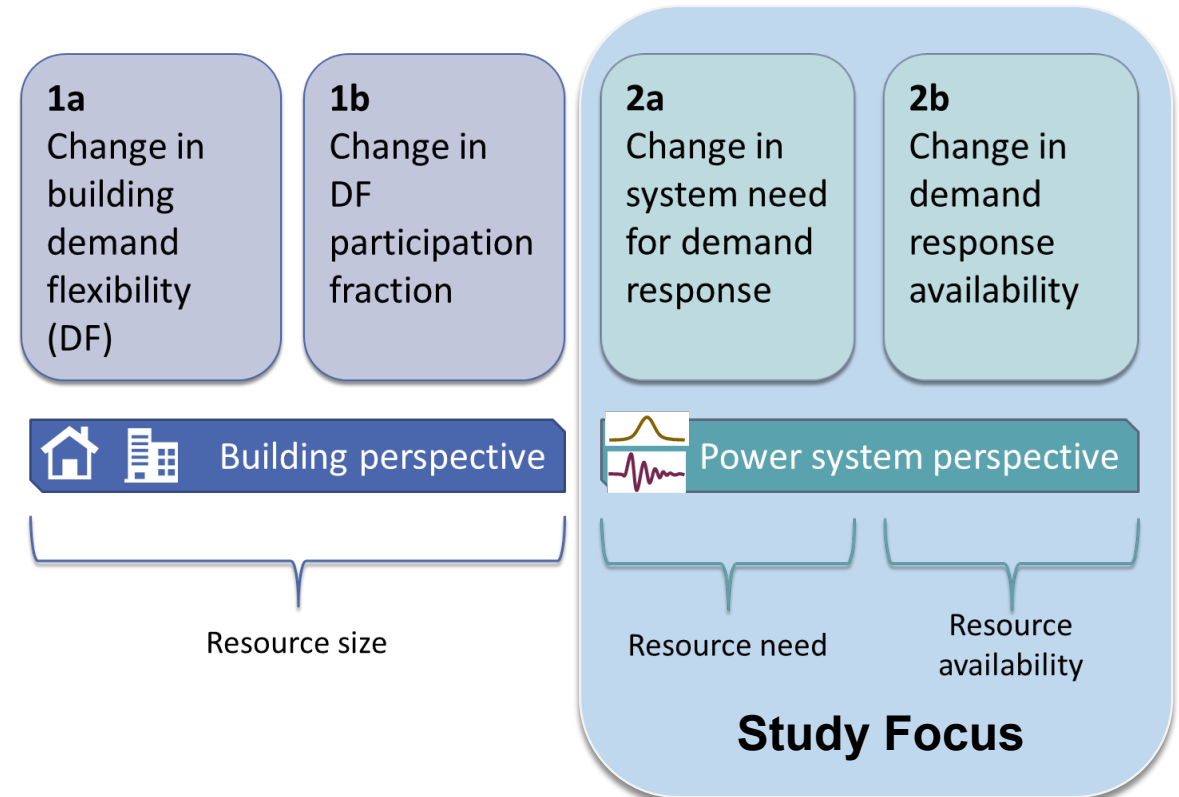 1a
Change in
building
demand
flexibility
(DF)
1b
Change in
DF
participation
fraction
2a
Change in
system need
for demand
response
2b
Change in
demand
response
availability
Building perspective
Power system perspective
Resource size
Resource need
Resource
availability
Study Focus